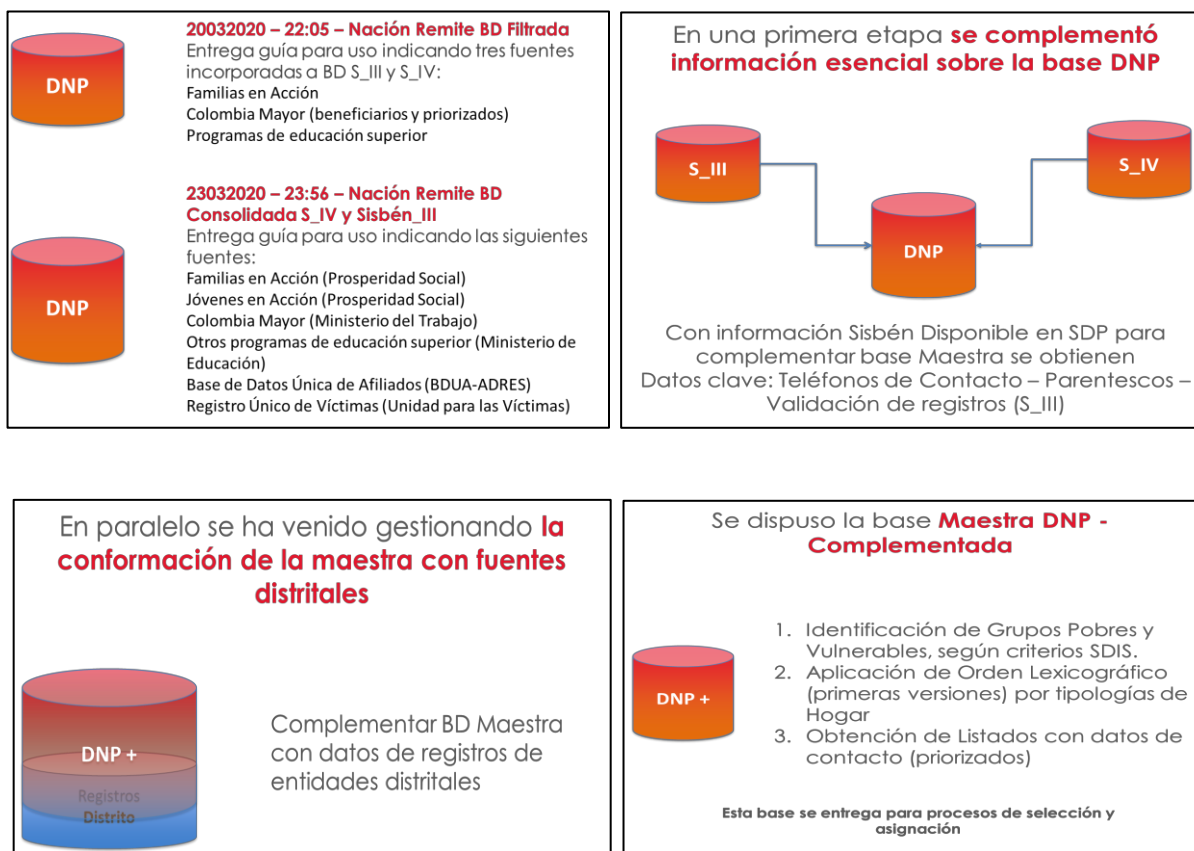 DNP
20032020 – 22:05 – Nación Remite BD Filtrada
Entrega guía para uso indicando tres fuentes
incorporadas a BD S_III y S_IV:
Familias en Acción
Colombia Mayor (beneficiarios y priorizados)
Programas de educación superior
DNP
23032020 – 23:56 – Nación Remite BD
Consolidada S_IV y Sisbén_III
Entrega guía para uso indicando las siguientes
fuentes:
Familias en Acción (Prosperidad Social)
Jóvenes en Acción (Prosperidad Social)
Colombia Mayor (Ministerio del Trabajo)
Otros programas de educación superior (Ministerio de
Educación)
Base de Datos Única de Afiliados (BDUA-ADRES)
Registro Único de Víctimas (Unidad para las Víctimas)
En una primera etapa se complementó
información esencial sobre la base DNP
S_III
S_IV
DNP
Con información Sisbén Disponible en SDP para
complementar base Maestra se obtienen
Datos clave: Teléfonos de Contacto – Parentescos –
Validación de registros (S_III)
En paralelo se ha venido gestionando la
conformación de la maestra con fuentes
distritales
DNP +
Registros
Distrito
Complementar BD Maestra
con datos de registros de
entidades distritales
Se dispuso la base Maestra DNP -
Complementada
DNP +
1. Identificación de Grupos Pobres y
Vulnerables, según criterios SDIS.
2. Aplicación de Orden Lexicográfico
(primeras versiones) por tipologías de
Hogar
3. Obtención de Listados con datos de
contacto (priorizados)
Esta base se entrega para procesos de selección y
asignación